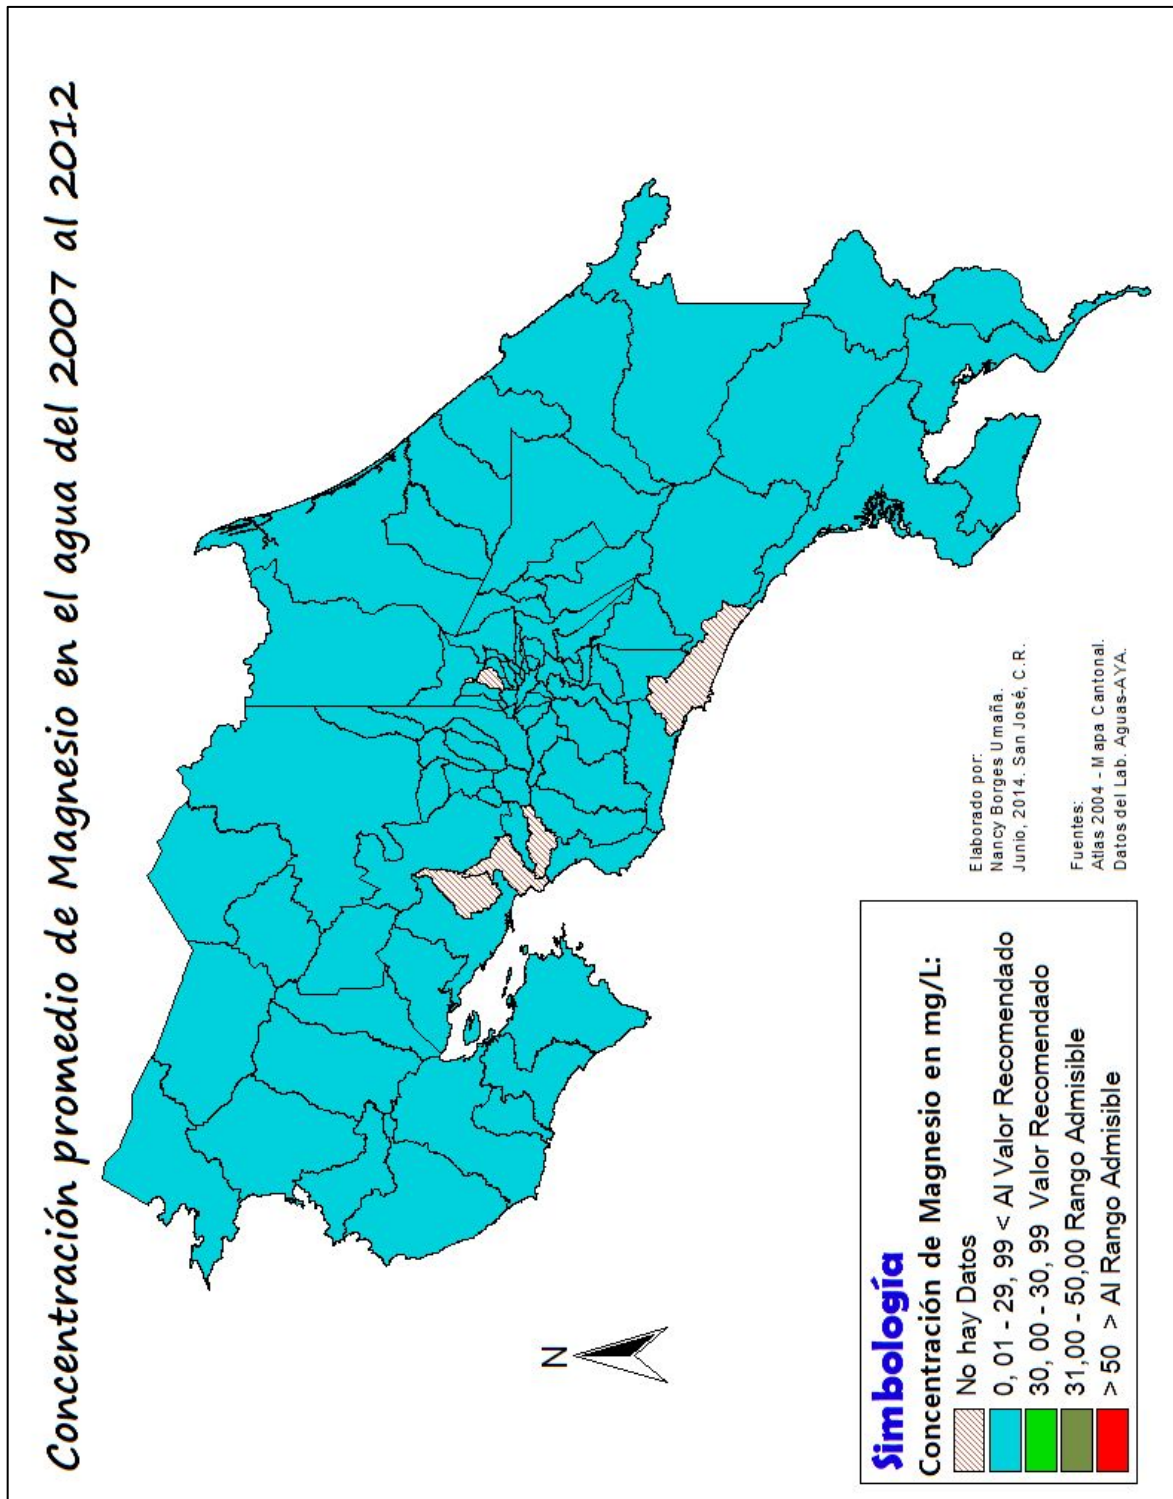 Concentración promedio de Magnesio en el agua del 2007 al 2012
N
Elaborado por:
Nancy Borges Umaña.
Junio, 2014. San José, C.R.
Fuentes:
Atlas 2004 - Mapa Cantonal.
Datos del Lab. Aguas-AYA.
Simbología
Concentración de Magnesio en mg/L:
No hay Datos
0, 01 - 29, 99 < Al Valor Recomendado
30, 00 - 30, 99 Valor Recomendado
31,00 - 50,00 Rango Admisible
> 50 > Al Rango Admisible